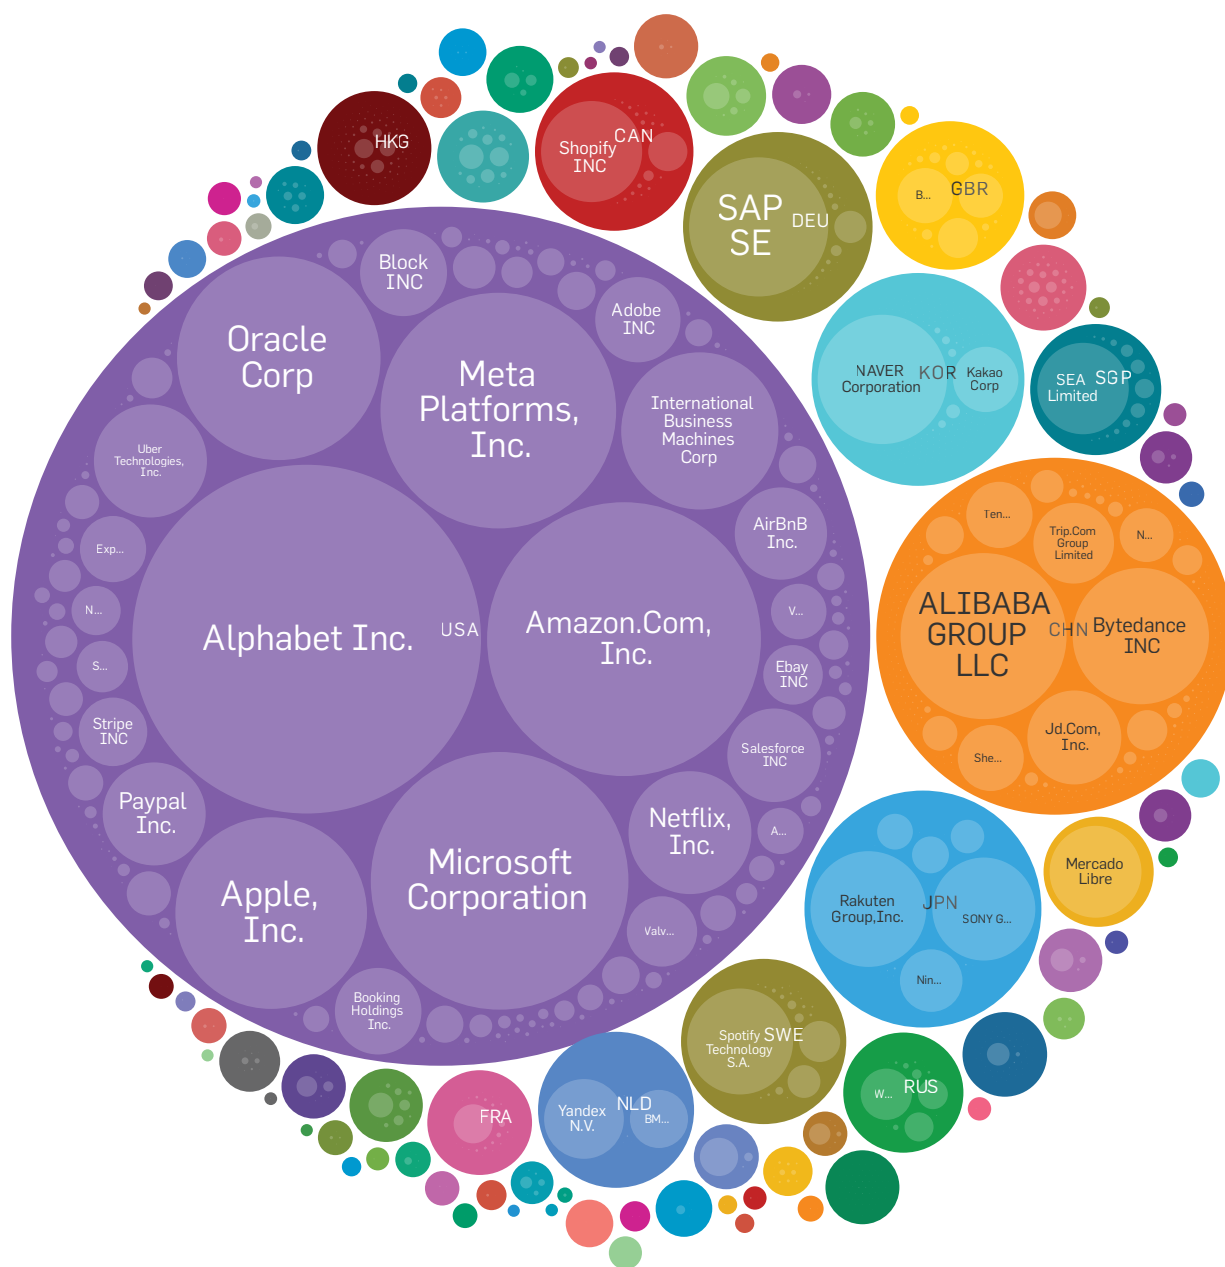 HKG
Shopify
INC
CAN
SAP
SE
DEU
B...
GBR
Block
INC
Adobe
INC
Oracle
Corp
Meta
Platforms,
Inc.
International
Business
Machines
Corp
NAVER
Corporation
KOR
Kakao
Corp
SEA
Limited
SGP
Uber
Technologies,
Inc.
Exp...
N...
S...
Stripe
INC
Alphabet Inc.
USA
Amazon.Com,
Inc.
AirBnB
Inc.
V...
Ebay
INC
Salesforce
INC
A...
Ten...
Trip.Com
Group
Limited
N...
ALIBABA
GROUP
LLC
CHN
Bytedance
INC
Jd.Com,
Inc.
She...
Paypal
Inc.
Apple,
Inc.
Microsoft
Corporation
Netflix,
Inc.
Valv...
Booking
Holdings
Inc.
Rakuten
Group,Inc.
JPN
SONY G...
Nin...
Mercado
Libre
Spotify
Technology
S.A.
SWE
W...
RUS
FRA
Yandex
N.V.
NLD
BM...